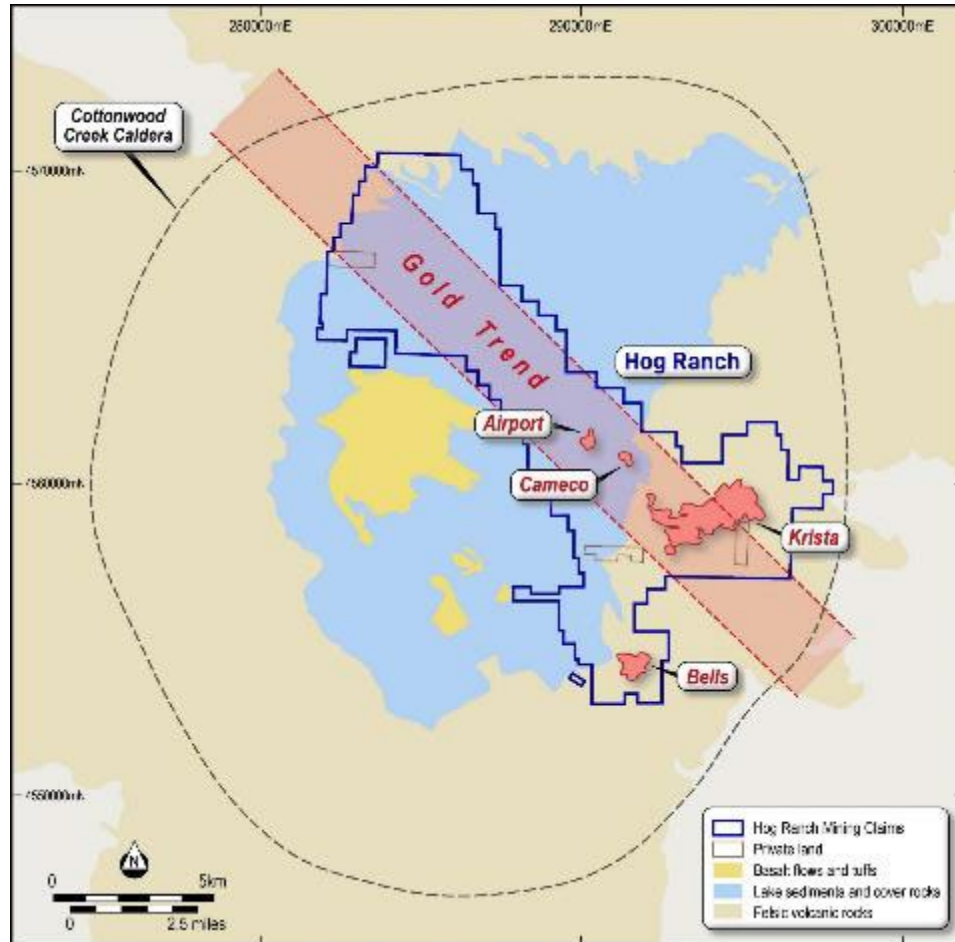 280000mE
290000mE
300000mE
Cottonwood
Creek Caldera
4570000mN
Gold Trend
Hog Ranch
Airport
Cameco
4560000mN
Krista
Bells
4550000mN
N
0 5km
0 2.5 miles
Hog Ranch Mining Claims
Private land
Basalt flows and tuffs
Lake sediments and cover rocks
Felsic volcanic rocks